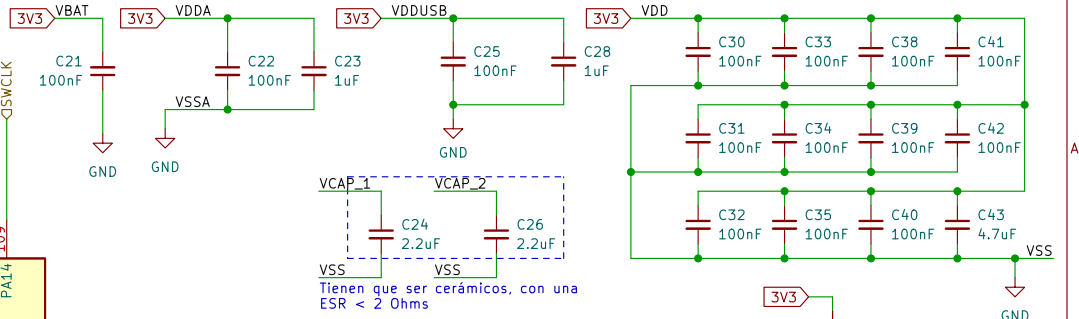 3V3 VBAT
3V3 VDDA
3V3 VDDUSB
3V3 VDD
C21
100nF
C22
100nF
C23
1uF
C25
100nF
C28
1uF
C30
100nF
C33
100nF
C38
100nF
C41
100nF
SWCLK
VSSA
GND
GND
GND
C31
100nF
C34
100nF
C39
100nF
C42
100nF
A
VCAP_1
VCAP_2
C24
2.2uF
C26
2.2uF
C32
100nF
C35
100nF
C40
100nF
C43
4.7uF
VSS
VSS
VSS
Tienen que ser cerámicos, con una
ESR < 2 Ohms
109
PA14
3V3
GND